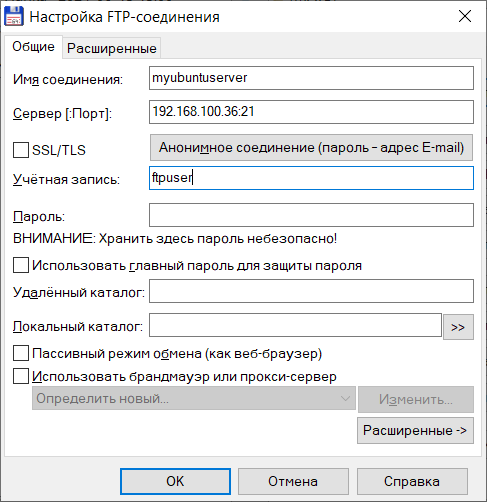 Настройка FTP-соединения
Общие
Расширенные
Имя соединения:
myubuntuserver
Сервер [:Порт]:
192.168.100.36:21
SSL/TLS
Анонимное соединение (пароль – адрес E-mail)
Учётная запись:
ftpuser
Пароль:
ВНИМАНИЕ: Хранить здесь пароль небезопасно!
Использовать главный пароль для защиты пароля
Удалённый каталог:
Локальный каталог:
>>
Пассивный режим обмена (как веб-браузер)
Использовать брандмауэр или прокси-сервер
Определить новый...
Изменить...
Расширенные ->
OK
Отмена
Справка